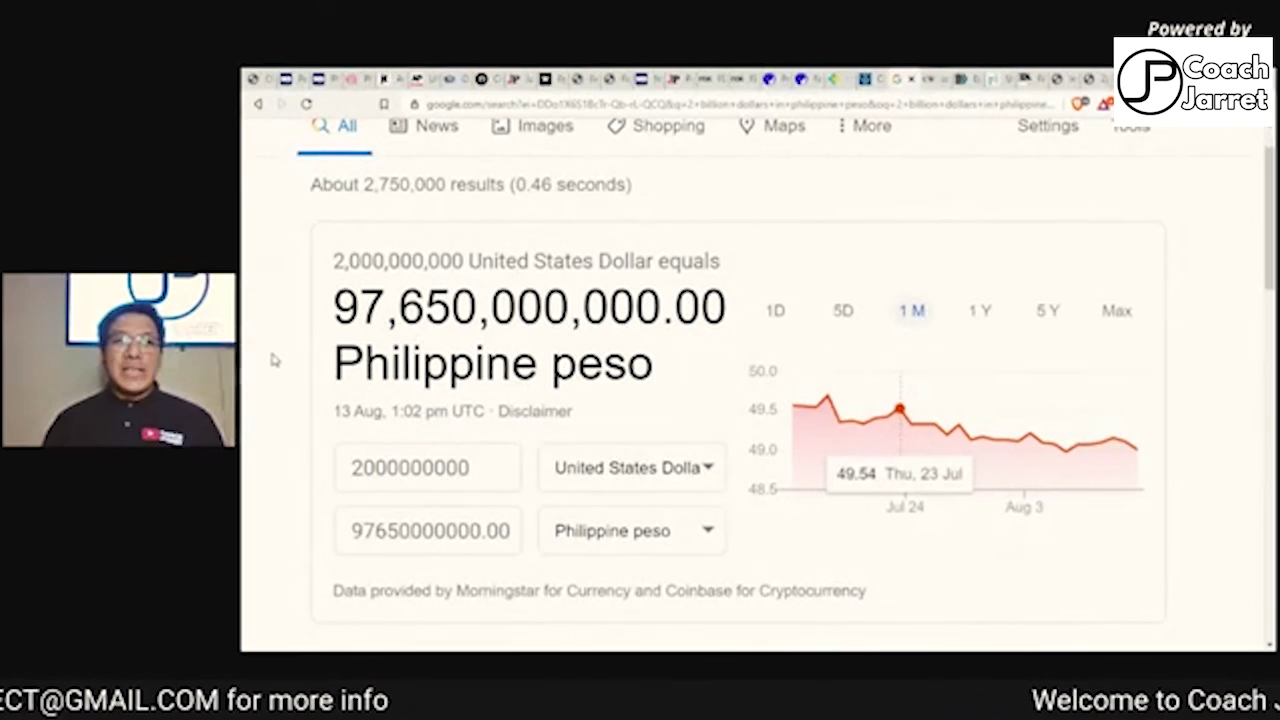 Powered by
Coach
Jarret
All News Images Shopping Maps More Settings Tools
About 2,750,000 results (0.46 seconds)
2,000,000,000 United States Dollar equals
97,650,000,000.00
Philippine peso
13 Aug, 1:02 pm UTC · Disclaimer
2000000000 United States Dolla
97650000000.00 Philippine peso
1D 5D 1M 1Y 5Y Max
50.0
49.5
49.0
48.5
49.54 Thu, 23 Jul
Jul 24 Aug 3
Data provided by Morningstar for Currency and Coinbase for Cryptocurrency
ECT@GMAIL.COM for more info
Welcome to Coach J